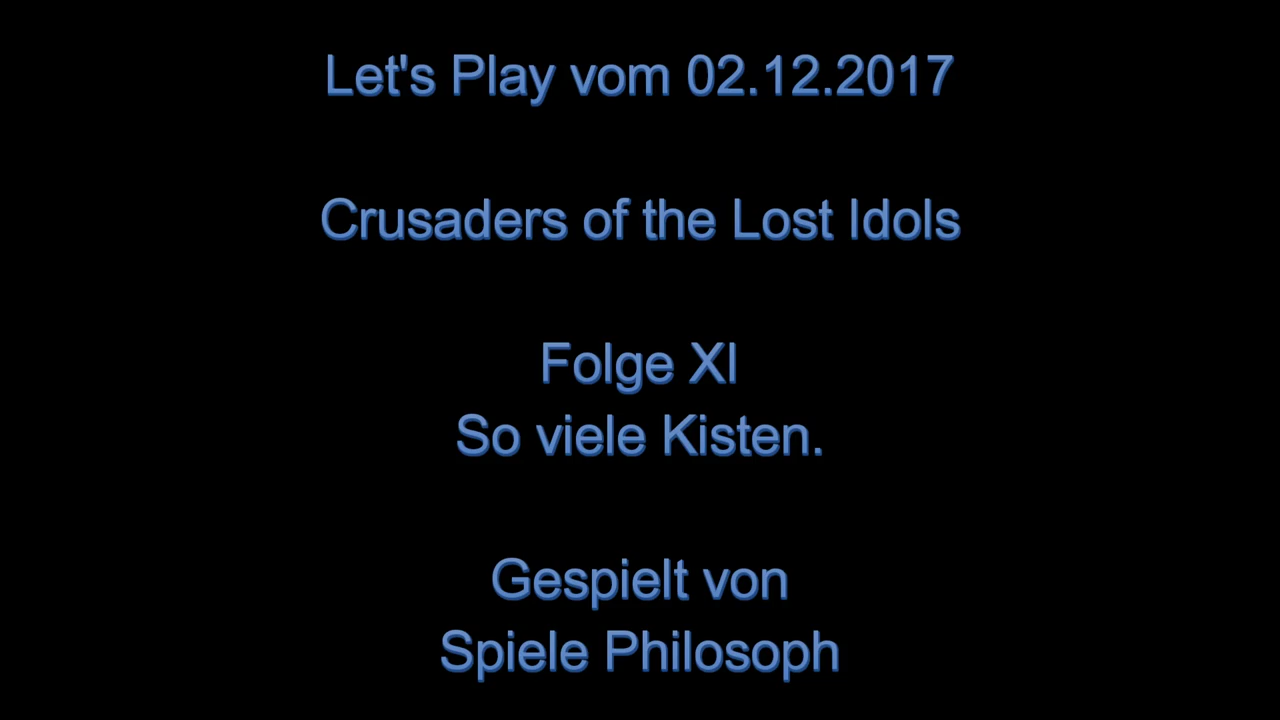 Let's Play vom 02.12.2017
Crusaders of the Lost Idols
Folge XI
So viele Kisten.
Gespielt von
Spiele Philosoph